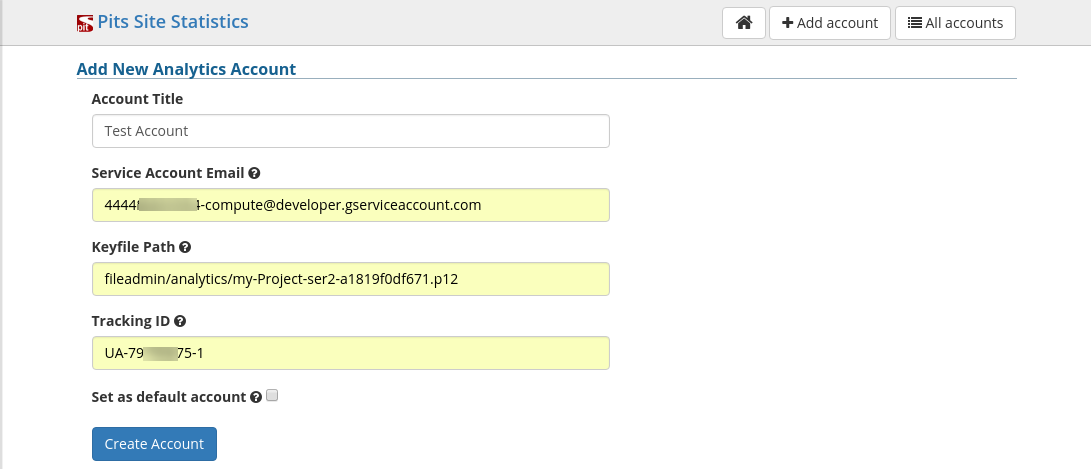 pit Pits Site Statistics
Add account
All accounts
Add New Analytics Account
Account Title
Test Account
Service Account Email
4444 4-compute@developer.gserviceaccount.com
Keyfile Path
fileadmin/analytics/my-Project-ser2-a1819f0df671.p12
Tracking ID
UA-79 75-1
Set as default account
Create Account